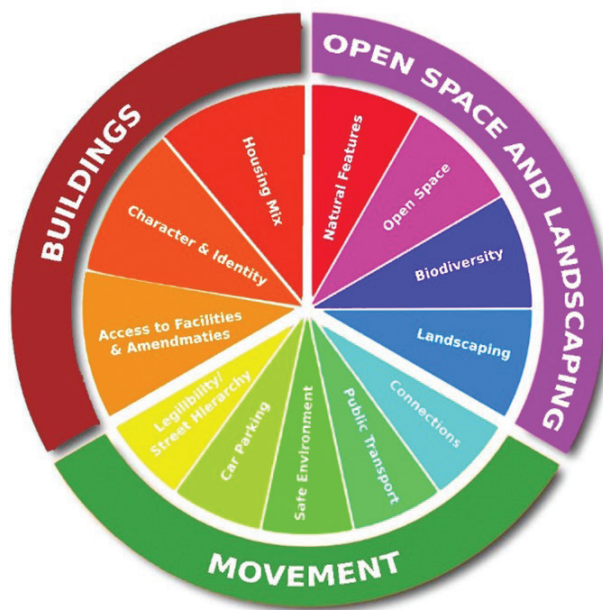 BUILDINGS
OPEN SPACE AND LANDSCAPING
MOVEMENT
Housing Mix
Character & Identity
Access to Facilities
& Amendmaties
Natural Features
Open Space
Biodiversity
Landscaping
Connections
Public Transport
Safe Environment
Car Parking
Legilibility/
Street Hierarchy